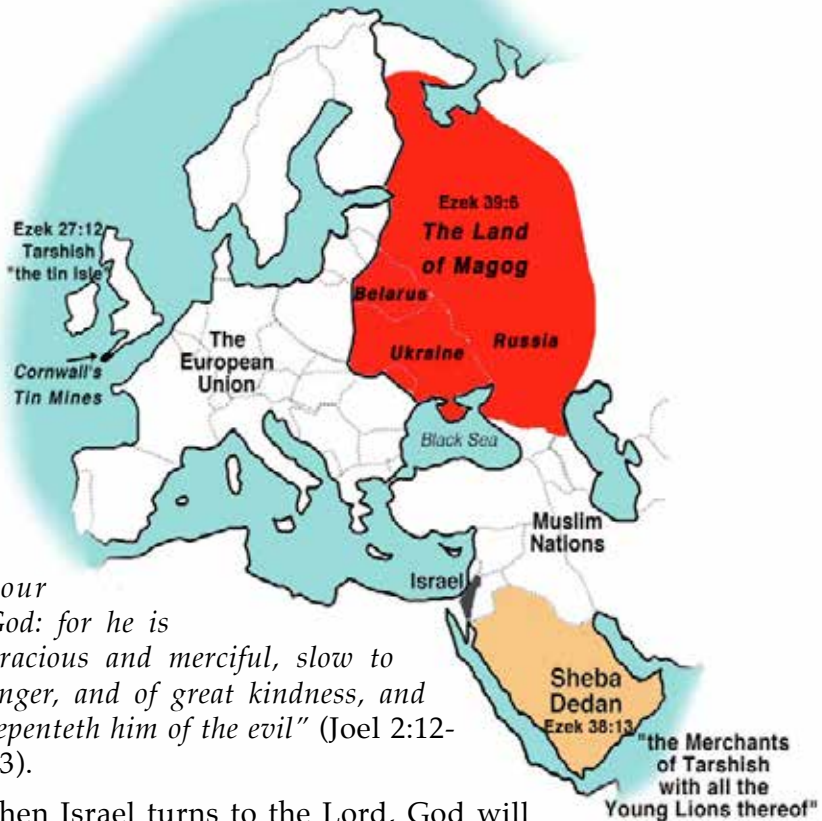 Ezek 27:12
Tarshish
"the tin isle"
Cornwall's
Tin Mines
The
European
Union
Ezek 39:6
The Land
of Magog
Belarus
Ukraine
Russia
Black Sea
Muslim
Nations
Israel
Sheba
Dedan
Ezek 38:13
"the Merchants
of Tarshish
with all the
Young Lions thereof"
our
God: for he is
racious and merciful, slow to
nger, and of great kindness, and
epenteth him of the evil" (Joel 2:12-
3).
hen Israel turns to the Lord, God will